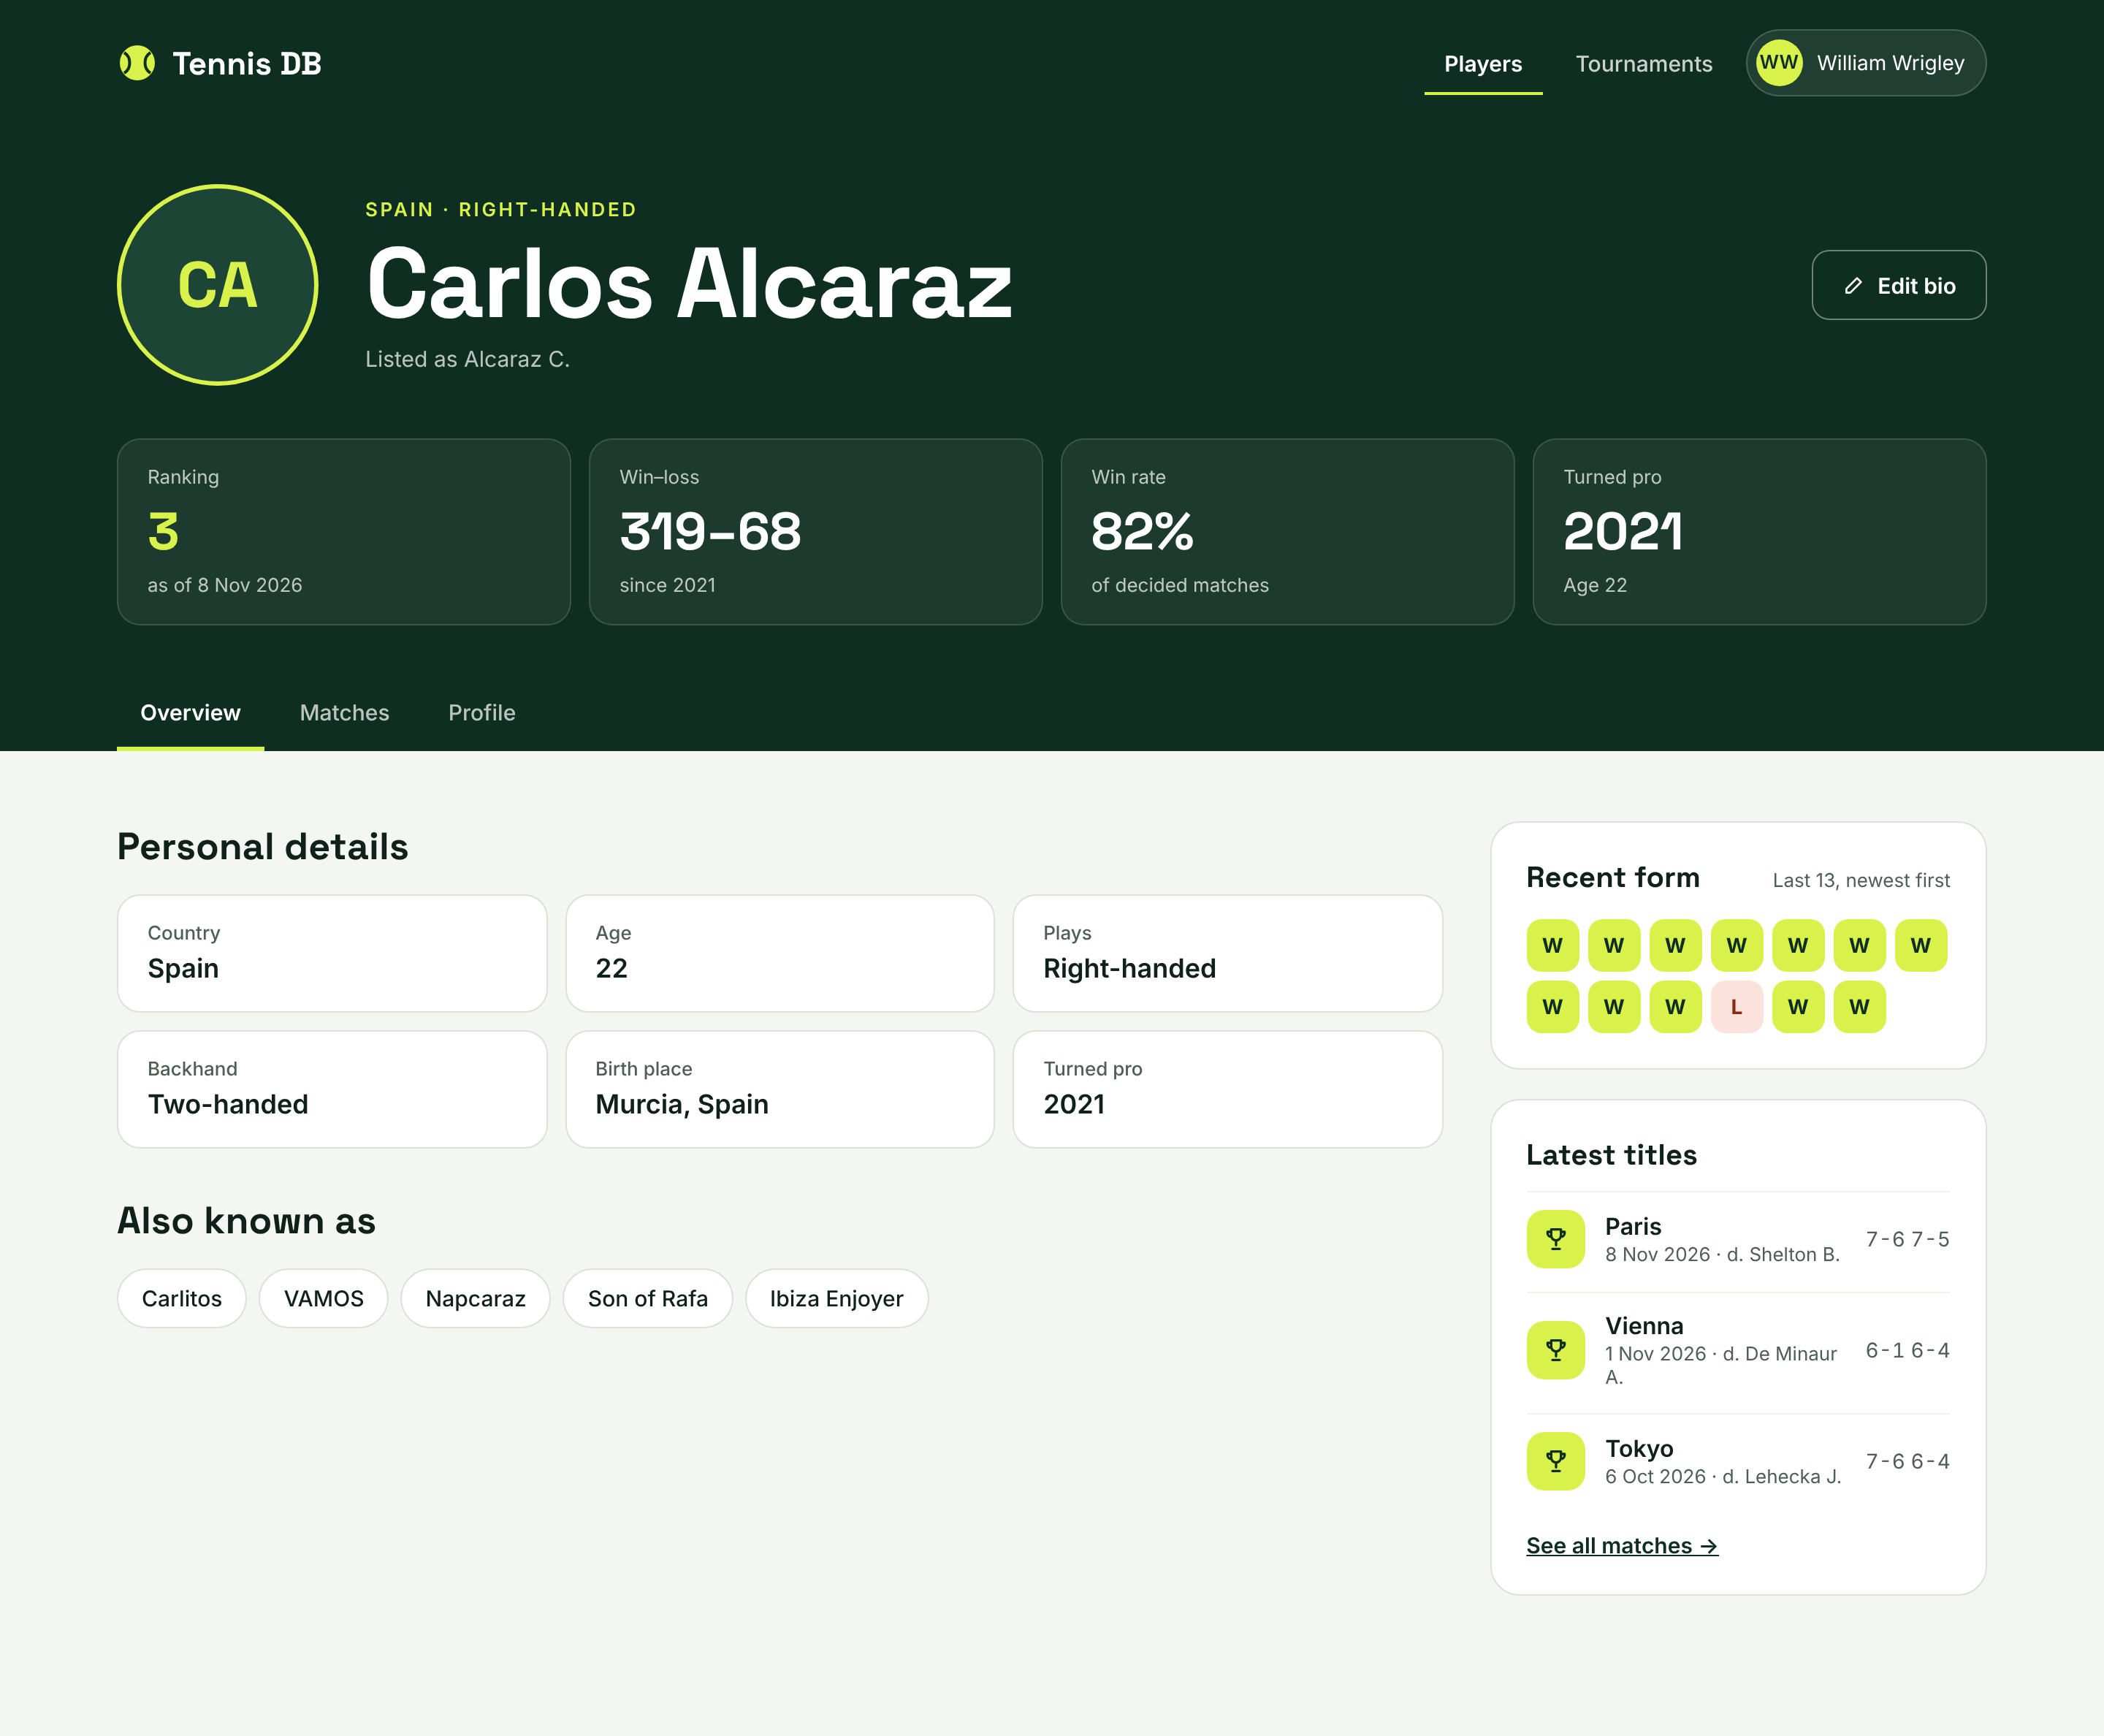 Tennis DB
Players
Tournaments
WW
William Wrigley
CA
SPAIN · RIGHT-HANDED
Carlos Alcaraz
Listed as Alcaraz C.
Edit bio
Ranking
3
as of 8 Nov 2026
Win–loss
319–68
since 2021
Win rate
82%
of decided matches
Turned pro
2021
Age 22
Overview
Matches
Profile
Personal details
Country
Spain
Age
22
Plays
Right-handed
Backhand
Two-handed
Birth place
Murcia, Spain
Turned pro
2021
Also known as
Carlitos
VAMOS
Napcaraz
Son of Rafa
Ibiza Enjoyer
Recent form
Last 13, newest first
W W W W W W W
W W W L W W
Latest titles
Paris
8 Nov 2026 · d. Shelton B.
7-6 7-5
Vienna
1 Nov 2026 · d. De Minaur
A.
6-1 6-4
Tokyo
6 Oct 2026 · d. Lehecka J.
7-6 6-4
See all matches →